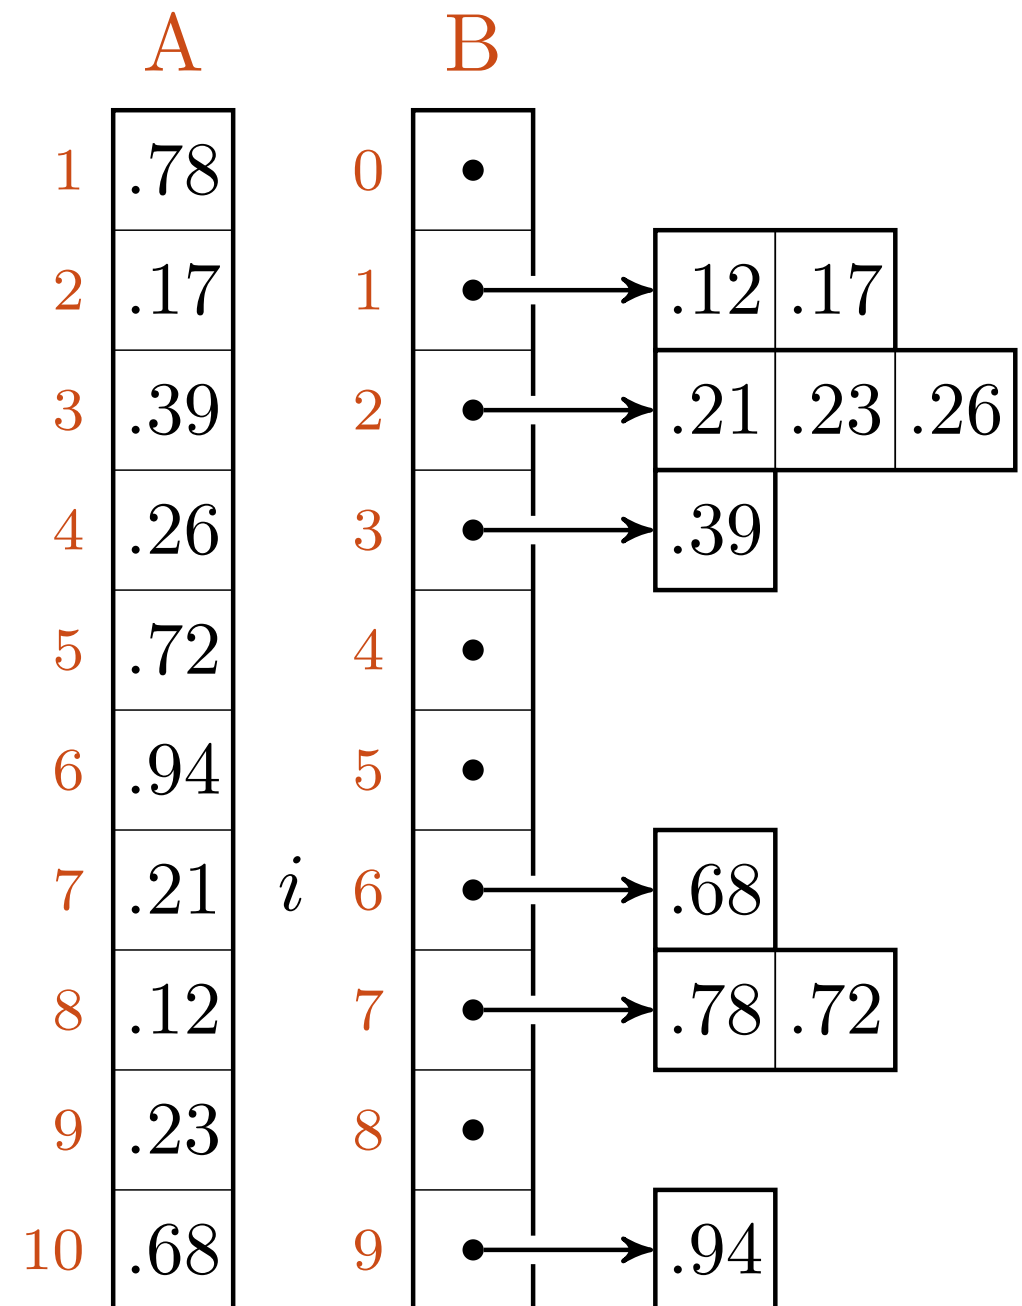 A B
1 .78 0
2 .17 1 .12 .17
3 .39 2 .21 .23 .26
4 .26 3 .39
5 .72 4
6 .94 5
7 .21 i 6 .68
8 .12 7 .78 .72
9 .23 8
10 .68 9 .94